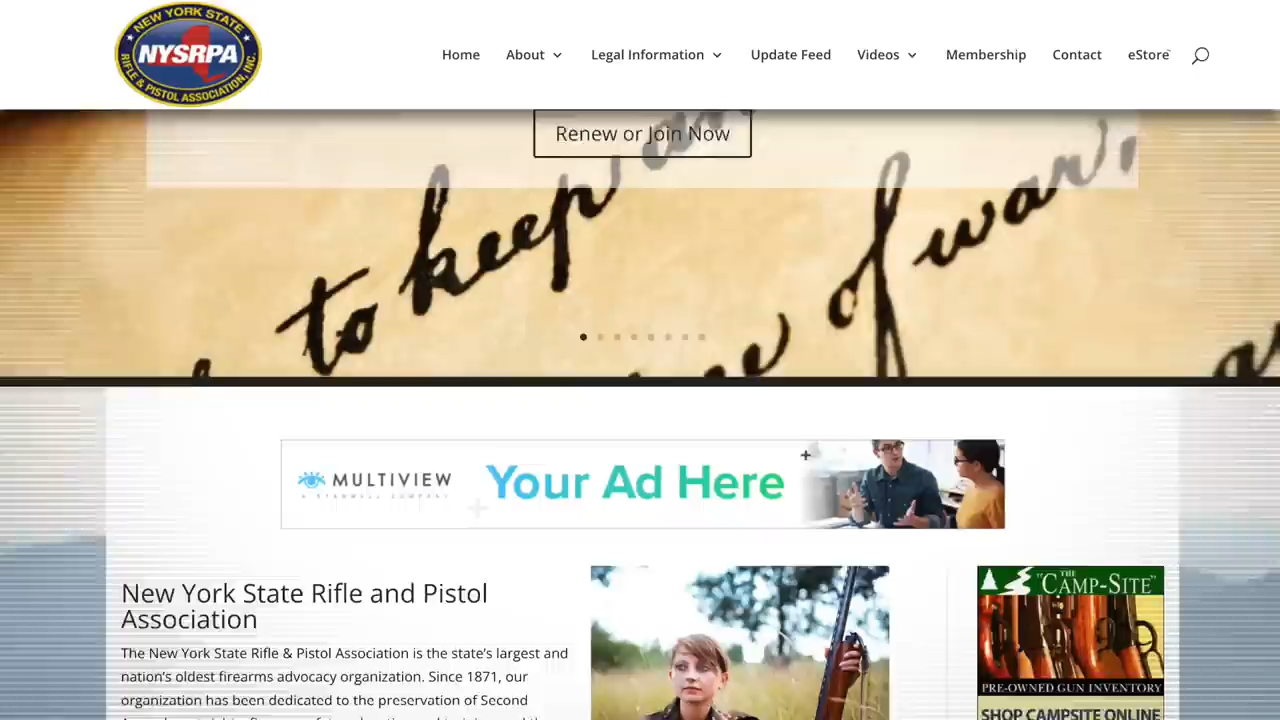 NEW YORK STATE
NYSRPA
RIFLE & PISTOL ASSOCIATION, INC.
Home About Legal Information Update Feed Videos Membership Contact eStore
Renew or Join Now
to keep
of war,
MULTIVIEW
Your Ad Here
New York State Rifle and Pistol
Association
The New York State Rifle & Pistol Association is the state's largest and
nation's oldest firearms advocacy organization. Since 1871, our
organization has been dedicated to the preservation of Second
THE
"CAMP-SITE"
PRE-OWNED GUN INVENTORY
SHOP CAMPSITE ONLINE